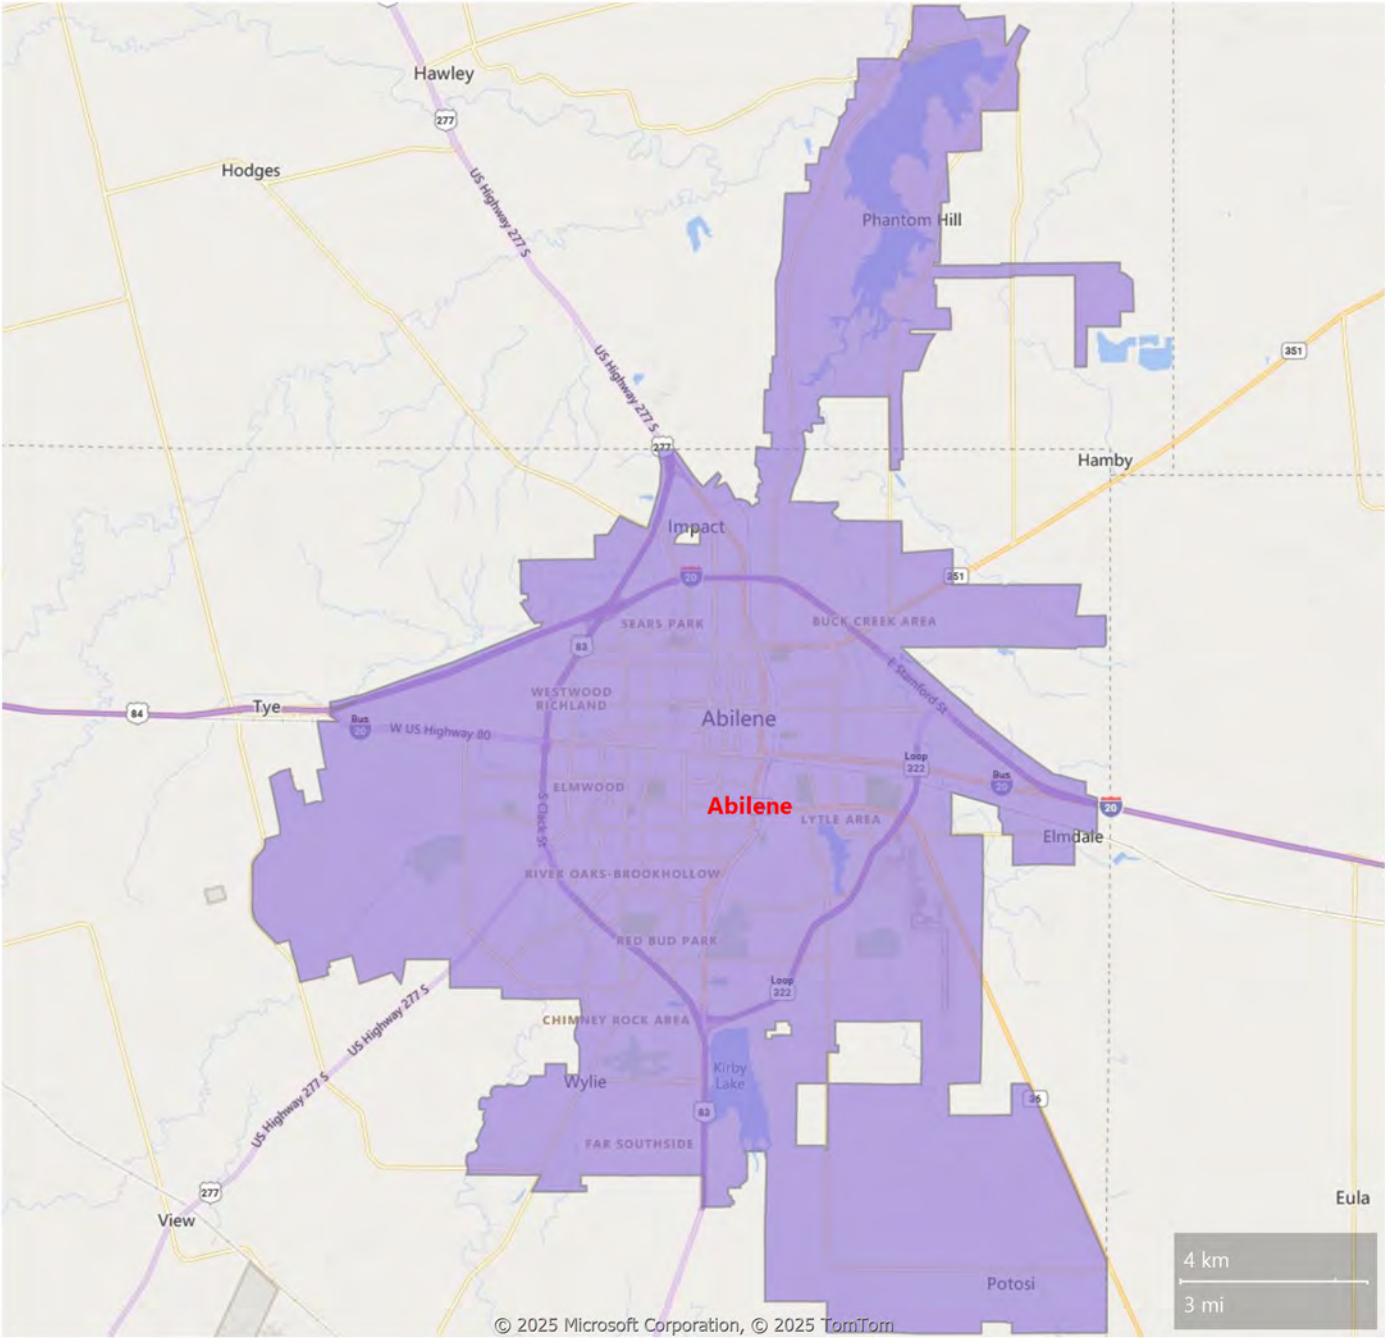 Hawley
277
Hodges
US Highway 277 S
Phantom Hill
US Highway 277 S
351
277
Hamby
Impact
20
351
SEARS PARK
BUCK CREEK AREA
83
E Stamford St
WESTWOOD
RICHLAND
84
Tye
Bus
20
W US Highway 80
Abilene
Loop
322
Bus
20
ELMWOOD
S Clack St
Abilene
LYTLE AREA
20
Elmdale
RIVER OAKS-BROOKHOLLOW
RED BUD PARK
Loop
322
US Highway 277 S
CHIMNEY ROCK AREA
Wylie
Kirby
Lake
83
36
US Highway 277 S
FAR SOUTHSIDE
277
View
Eula
Potosi
4 km
3 mi
© 2025 Microsoft Corporation, © 2025 TomTom